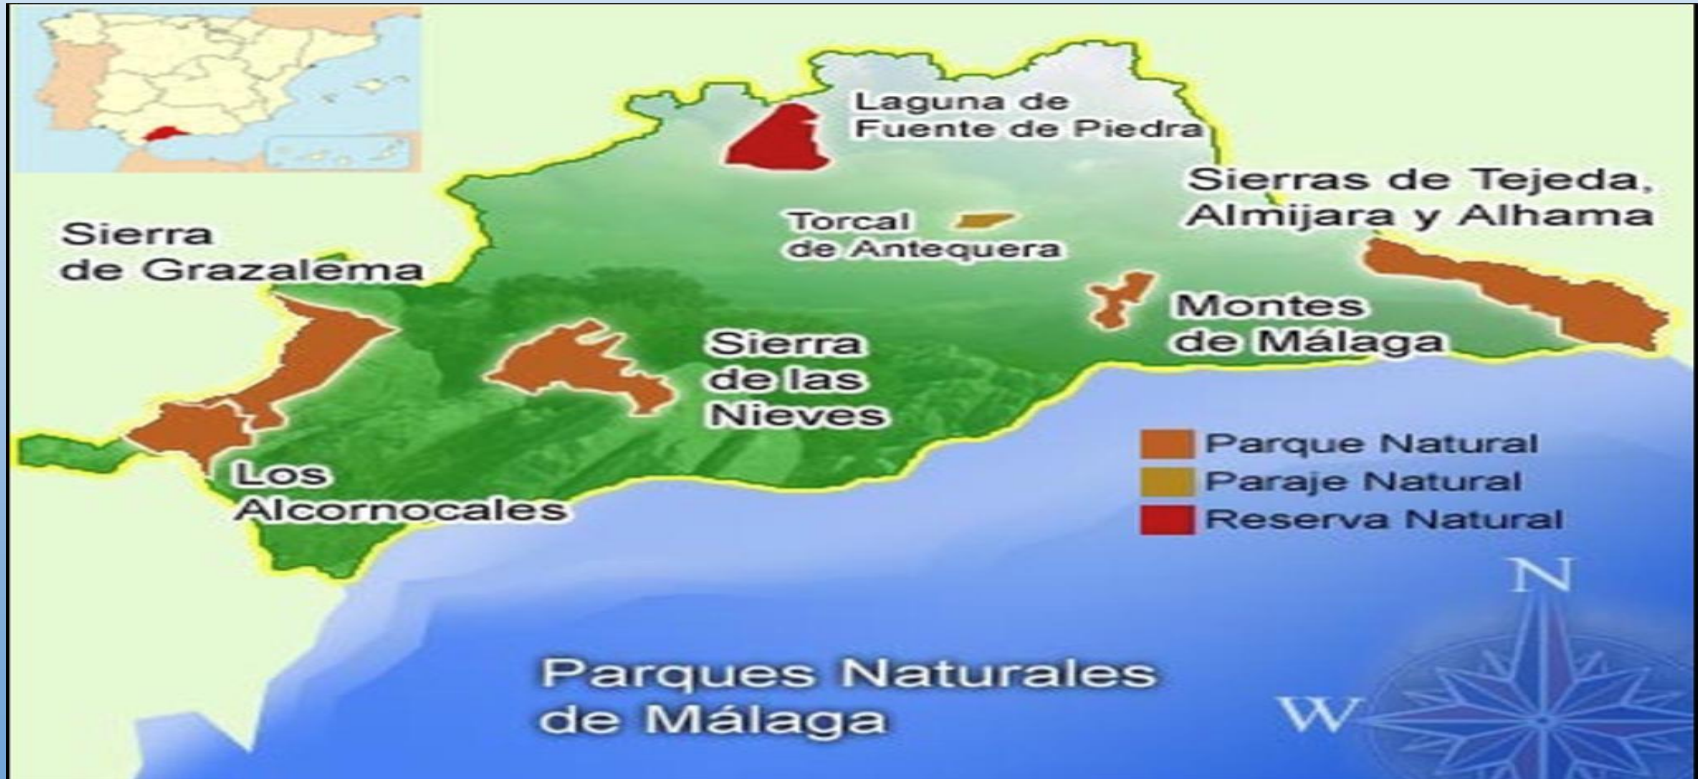 Laguna de
Fuente de Piedra
Sierras de Tejeda,
Almijara y Alhama
Torcal
de Antequera
Sierra
de Grazalema
Montes
de Málaga
Sierra
de las
Nieves
Los
Alcornocales
Parque Natural
Paraje Natural
Reserva Natural
N
W
Parques Naturales
de Málaga